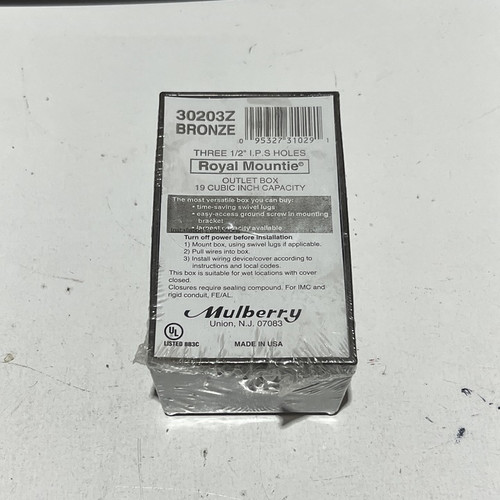 30203Z
BRONZE
0 95327 31029 1
THREE 1/2" I.P.S HOLES
Royal Mountie®
OUTLET BOX
19 CUBIC INCH CAPACITY
The most versatile box you can buy:
• time-saving swivel lugs
• easy-access ground screw in mounting
bracket
• largest capacity available
Turn off power before installation
1) Mount box, using swivel lugs if applicable.
2) Pull wires into box.
3) Install wiring device/cover according to
instructions and local codes.
This box is suitable for wet locations with cover
closed.
Closures require sealing compound. For IMC and
rigid conduit, FE/AL.
Mulberry
Union, N.J. 07083
UL
LISTED 883C
MADE IN USA